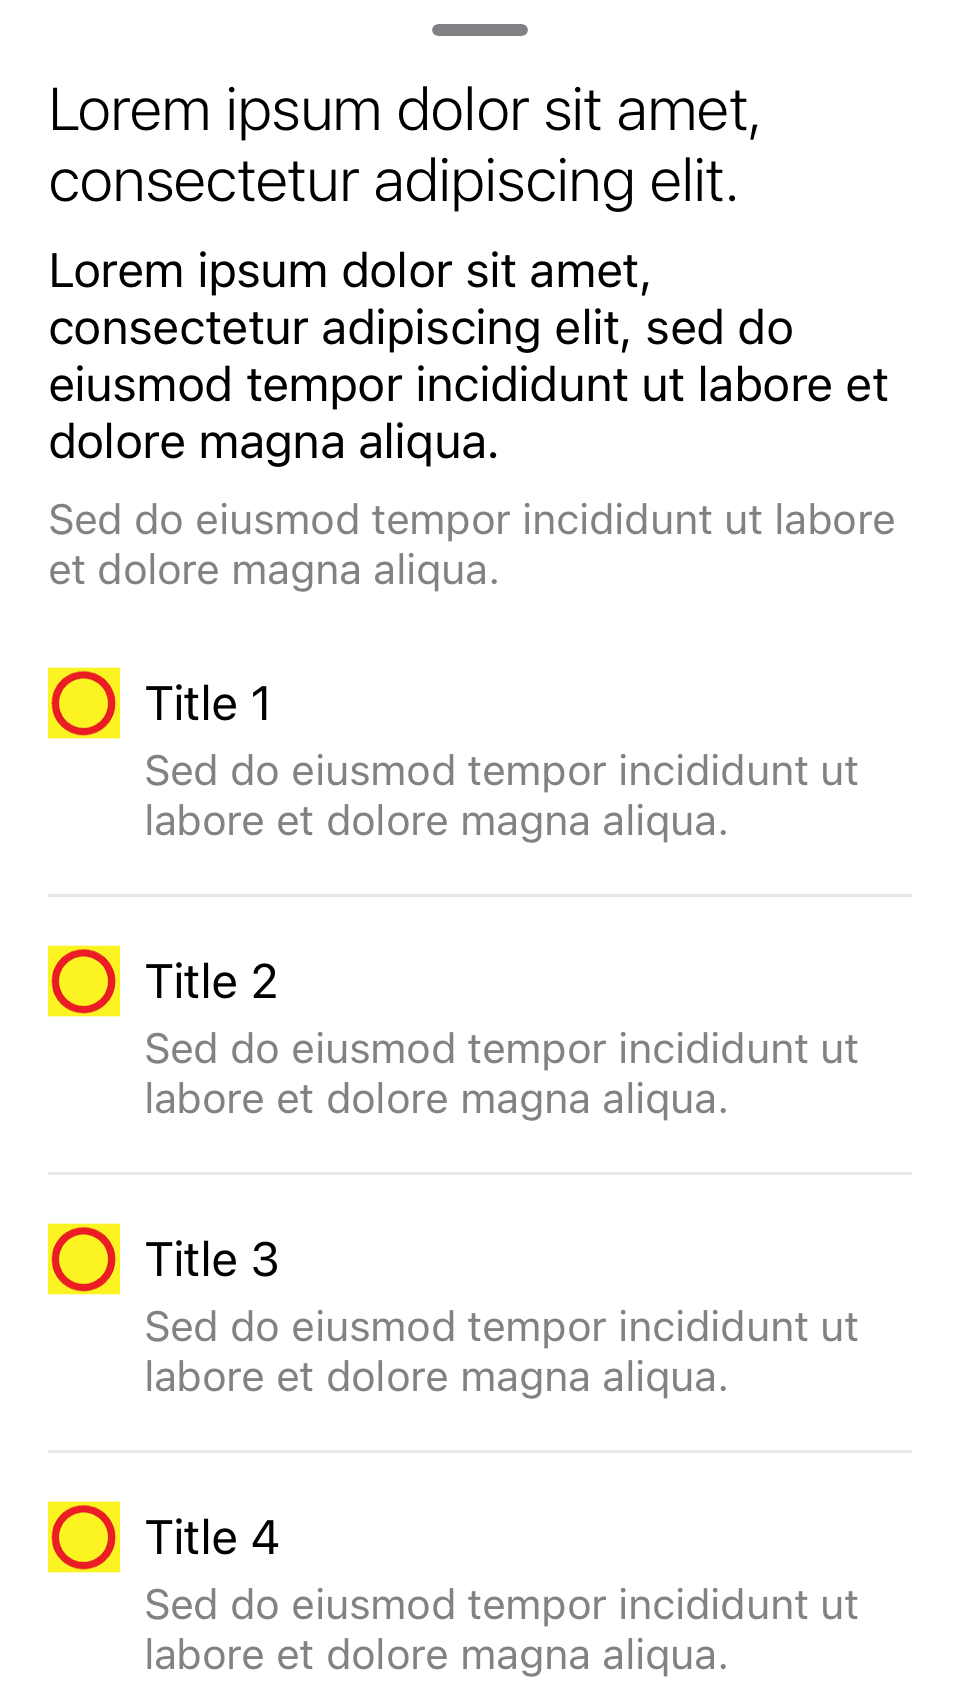 Lorem ipsum dolor sit amet,
consectetur adipiscing elit.
Lorem ipsum dolor sit amet,
consectetur adipiscing elit, sed do
eiusmod tempor incididunt ut labore et
dolore magna aliqua.
Sed do eiusmod tempor incididunt ut labore
et dolore magna aliqua.
Title 1
Sed do eiusmod tempor incididunt ut
labore et dolore magna aliqua.
Title 2
Sed do eiusmod tempor incididunt ut
labore et dolore magna aliqua.
Title 3
Sed do eiusmod tempor incididunt ut
labore et dolore magna aliqua.
Title 4
Sed do eiusmod tempor incididunt ut
labore et dolore magna aliqua.